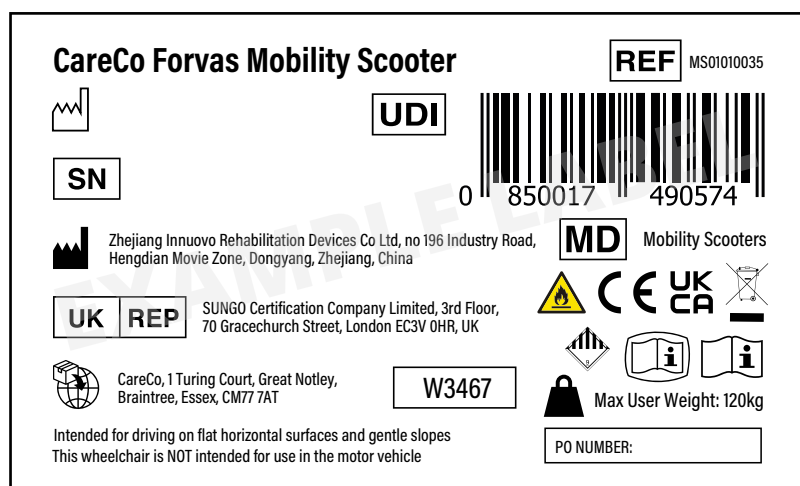 CareCo Forvas Mobility Scooter
REF MS01010035
UDI
SN
0 850017 490574
EXAMPLE LABEL
Zhejiang Innuovo Rehabilitation Devices Co Ltd, no 196 Industry Road,
Hengdian Movie Zone, Dongyang, Zhejiang, China
MD Mobility Scooters
UK REP
SUNGO Certification Company Limited, 3rd Floor,
70 Gracechurch Street, London EC3V 0HR, UK
CE UK
CA
9
i i
CareCo, 1 Turing Court, Great Notley,
Braintree, Essex, CM77 7AT
W3467
Max User Weight: 120kg
Intended for driving on flat horizontal surfaces and gentle slopes
This wheelchair is NOT intended for use in the motor vehicle
PO NUMBER: